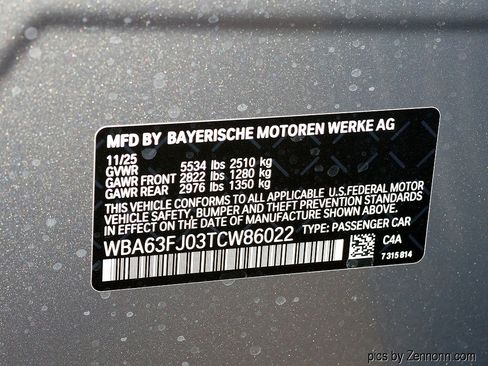 MFD BY BAYERISCHE MOTOREN WERKE AG
11/25
GVWR 5534 lbs 2510 kg
GAWR FRONT 2822 lbs 1280 kg
GAWR REAR 2976 lbs 1350 kg
THIS VEHICLE CONFORMS TO ALL APPLICABLE U.S.FEDERAL MOTOR
VEHICLE SAFETY, BUMPER AND THEFT PREVENTION STANDARDS
IN EFFECT ON THE DATE OF MANUFACTURE SHOWN ABOVE.
WBA63FJ03TCW86022 TYPE: PASSENGER CAR
C4A
7 315 814
pics by Zennonn.com